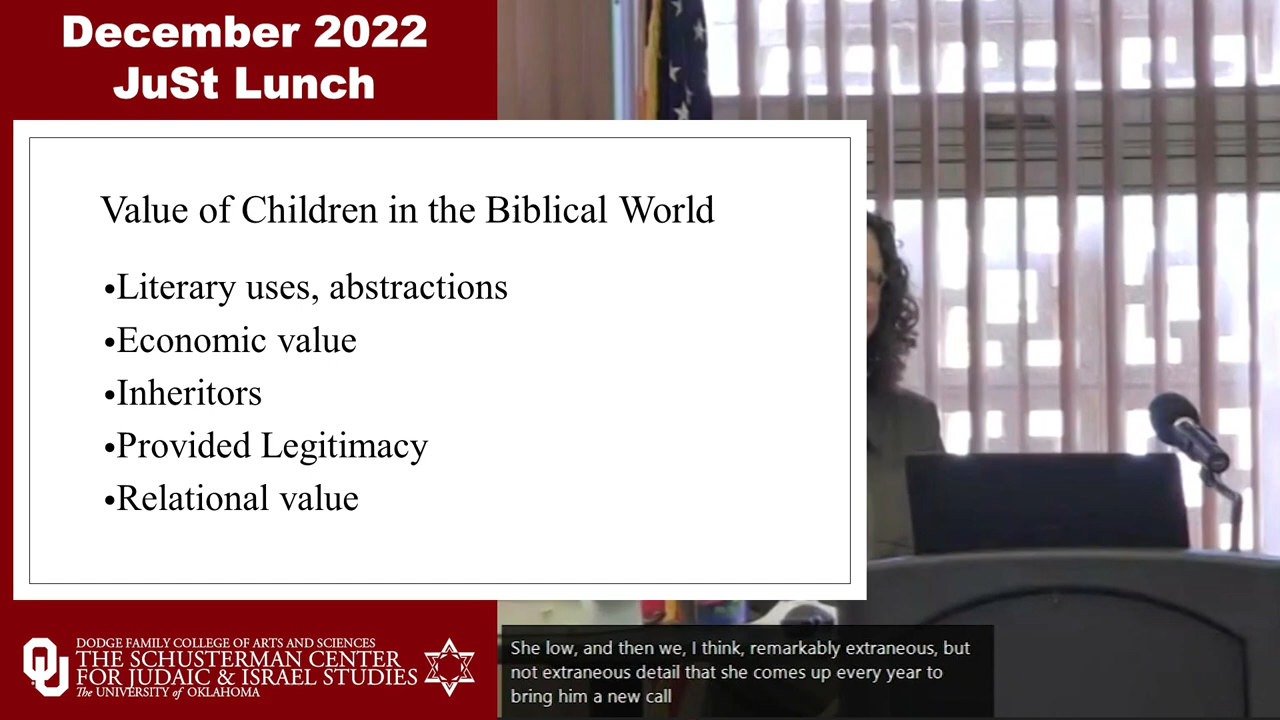 December 2022
JuSt Lunch
Value of Children in the Biblical World
•Literary uses, abstractions
•Economic value
•Inheritors
•Provided Legitimacy
•Relational value
DODGE FAMILY COLLEGE OF ARTS AND SCIENCES
THE SCHUSTERMAN CENTER
FOR JUDAIC & ISRAEL STUDIES
The UNIVERSITY of OKLAHOMA
She low, and then we, I think, remarkably extraneous, but
not extraneous detail that she comes up every year to
bring him a new call